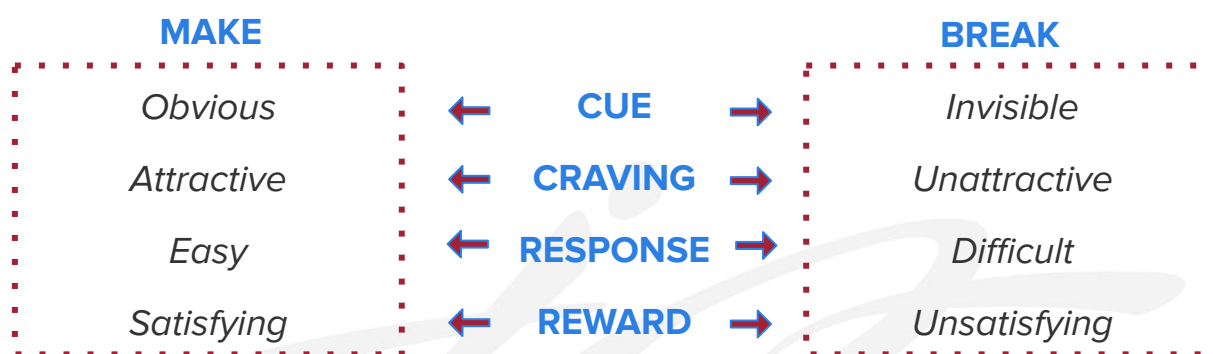 MAKE BREAK
Obvious CUE Invisible
Attractive CRAVING Unattractive
Easy RESPONSE Difficult
Satisfying REWARD Unsatisfying